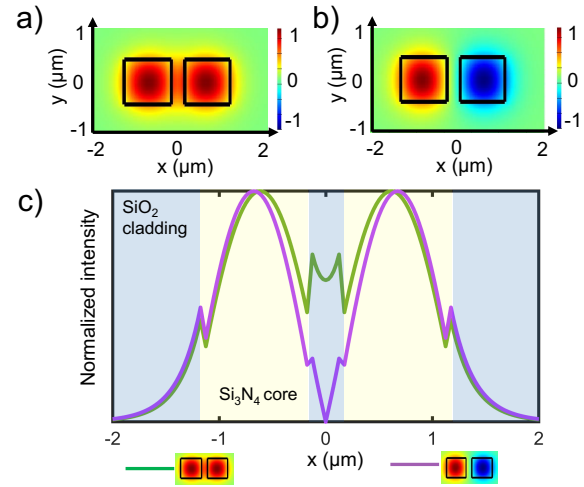 a)
1
0
-1
y (µm)
-2
0
2
x (µm)
1
0
-1
b)
1
0
-1
y (µm)
-2
0
2
x (µm)
1
0
-1
c)
SiO₂
cladding
Normalized intensity
Si₃N₄ core
-2
-1
0
1
2
x (µm)